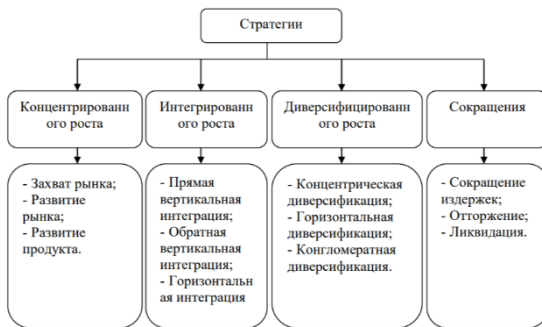 Стратегии
Концентрированн
ого роста
Интегрированн
ого роста
Диверсифицированн
ого роста
Сокращения
- Захват рынка;
- Развитие
рынка;
- Развитие
продукта.
- Прямая
вертикальная
интеграция;
- Обратная
вертикальная
интеграция;
- Горизонтальн
ая интеграция
- Концентрическая
диверсификация;
- Горизонтальная
диверсификация;
- Конгломератная
диверсификация.
- Сокращение
издержек;
- Отторжение;
- Ликвидация.